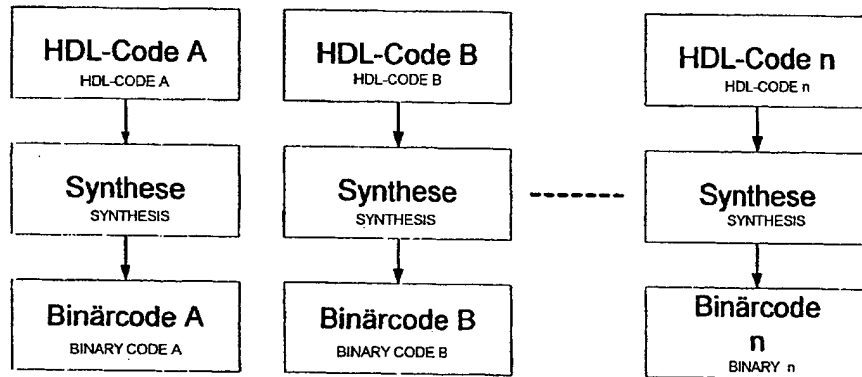 HDL-Code A
HDL-CODE A
HDL-Code B
HDL-CODE B
HDL-Code n
HDL-CODE n
Synthese
SYNTHESIS
Synthese
SYNTHESIS
Synthese
SYNTHESIS
Binärcode A
BINARY CODE A
Binärcode B
BINARY CODE B
Binärcode
n
BINARY n